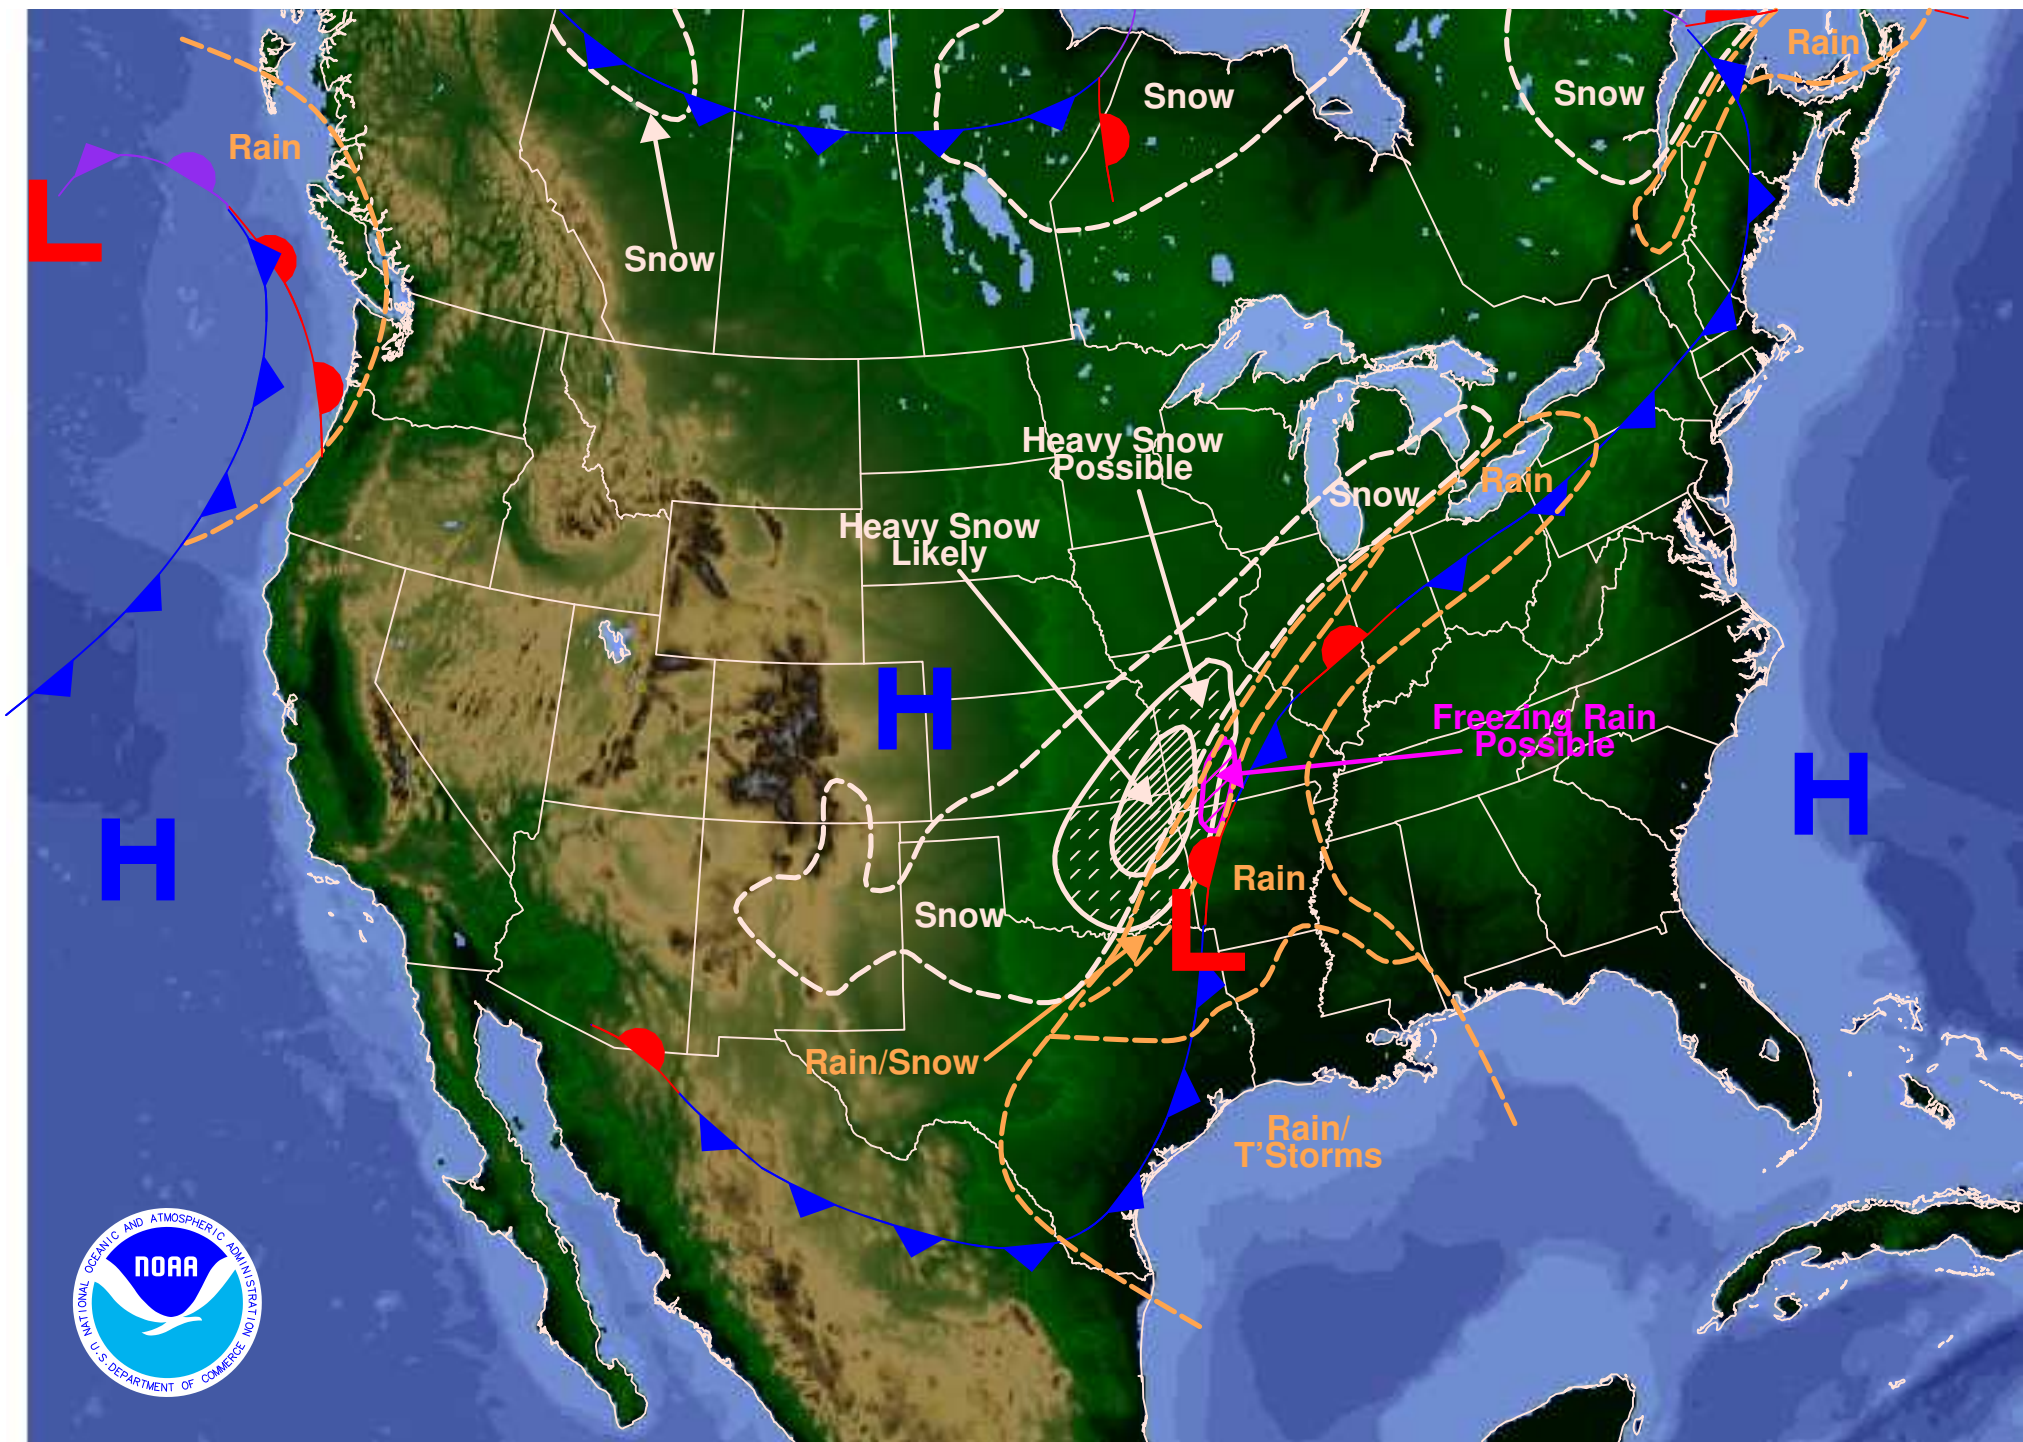 Rain
Snow
Snow
Rain
L
Snow
Heavy Snow
Possible
Snow
Rain
Heavy Snow
Likely
H
Freezing Rain
Possible
H
H
Rain
Snow
L
Rain/Snow
Rain/
T'Storms
NATIONAL OCEANIC AND ATMOSPHERIC ADMINISTRATION
NOAA
U.S. DEPARTMENT OF COMMERCE